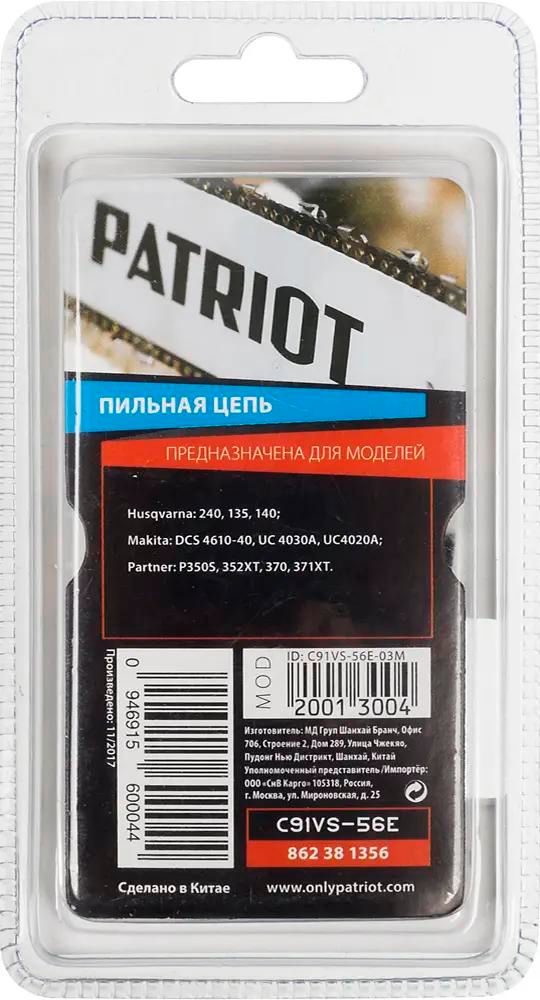 PATRIOT
ПИЛЬНАЯ ЦЕПЬ
ПРЕДНАЗНАЧЕНА ДЛЯ МОДЕЛЕЙ
Husqvarna: 240, 135, 140;
Makita: DCS 4610-40, UC 4030A, UC4020A;
Partner: P350S, 352XT, 370, 371XT.
Произведено: 11/2017
0 946915 600044
MOD
ID: C91VS-56E-03M
2001 3004
Изготовитель: МД Груп Шанхай Бранч, Офис
706, Строение 2, Дом 289, Улица Чжекяо,
Пудонг Нью Дистрикт, Шанхай, Китай
Уполномоченный представитель /Импортёр:
ООО «СнВ Карго» 105318, Россия,
г. Москва, ул. Мироновская, д. 25
C91VS-56E
862 38 1356
Сделано в Китае
www.onlypatriot.com